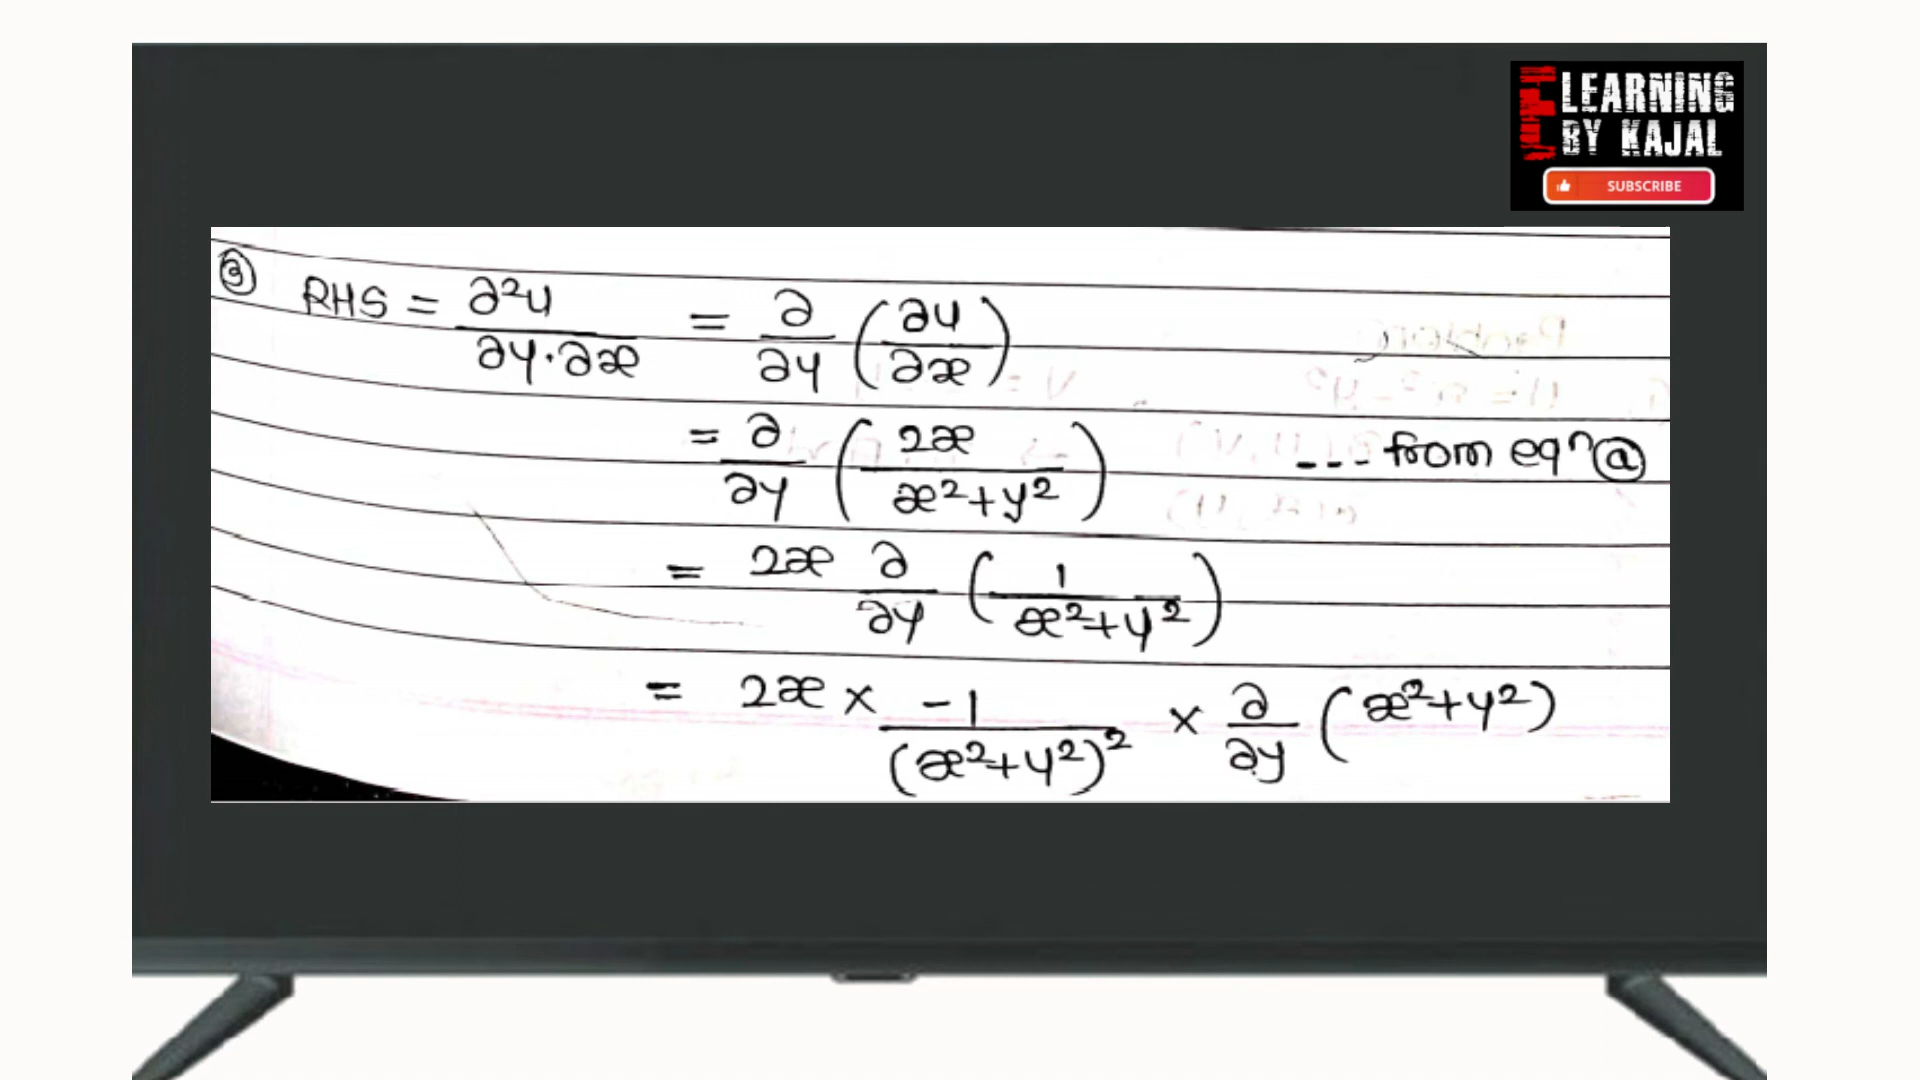 LEARNING
BY KAJAL
SUBSCRIBE
③ RHS = ∂²u/∂y·∂x = ∂/∂y (∂u/∂x)
= ∂/∂y (2x/x²+y²) --- from eqⁿ ⓐ
= 2x ∂/∂y (1/x²+y²)
= 2x × -1/(x²+y²)² × ∂/∂y (x²+y²)